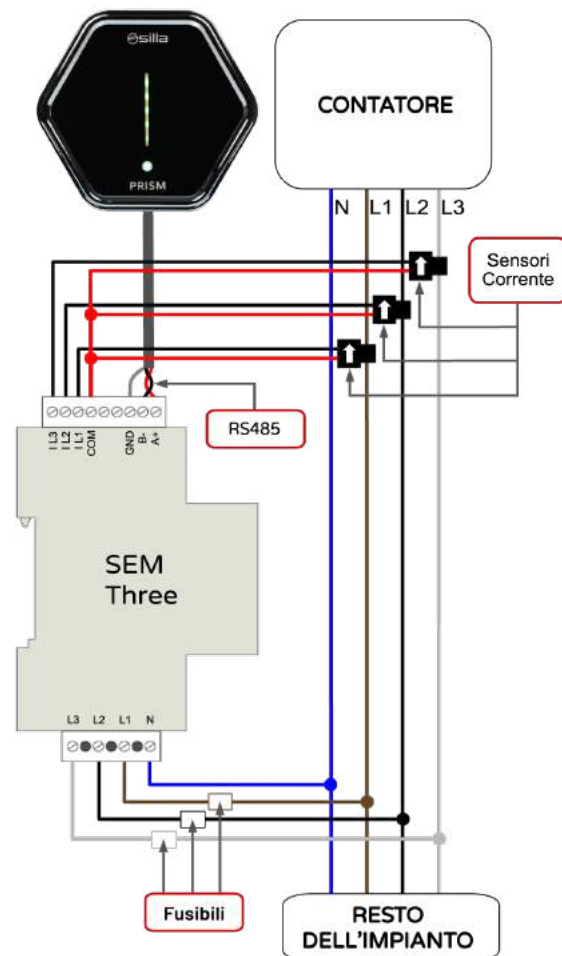 silla
PRISM
CONTATORE
N
L1
L2
L3
Sensori
Corrente
RS485
I L3
I L2
I L1
COM
GND
B-
A+
SEM
Three
L3
L2
L1
N
Fusibili
RESTO
DELL'IMPIANTO